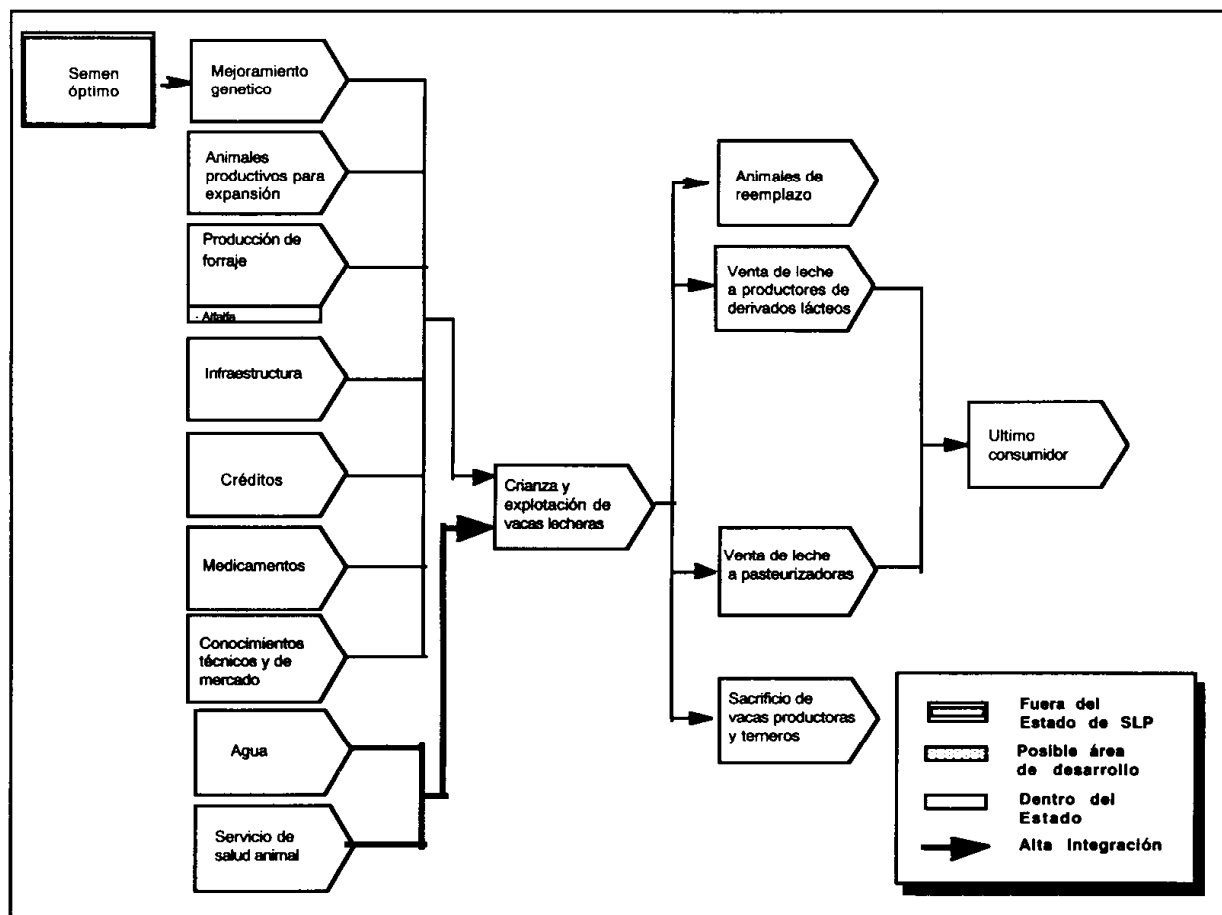 Semen
óptimo
Mejoramiento
genetico
Animales
productivos para
expansión
Producción de
forraje
- Alfalfa
Infraestructura
Créditos
Medicamentos
Conocimientos
técnicos y de
mercado
Agua
Servicio de
salud animal
Crianza y
explotación de
vacas lecheras
Animales de
reemplazo
Venta de leche
a productores de
derivados lácteos
Venta de leche
a pasteurizadoras
Sacrificio de
vacas productoras
y terneros
Ultimo
consumidor
Fuera del
Estado de SLP
Posible área
de desarrollo
Dentro del
Estado
Alta Integración